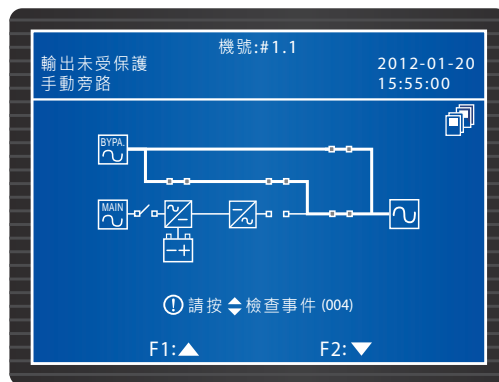 機號:#1.1
輸出未受保護
2012-01-20
手動旁路
15:55:00
BYPA.
MAIN
請按檢查事件 (004)
F1:
F2: